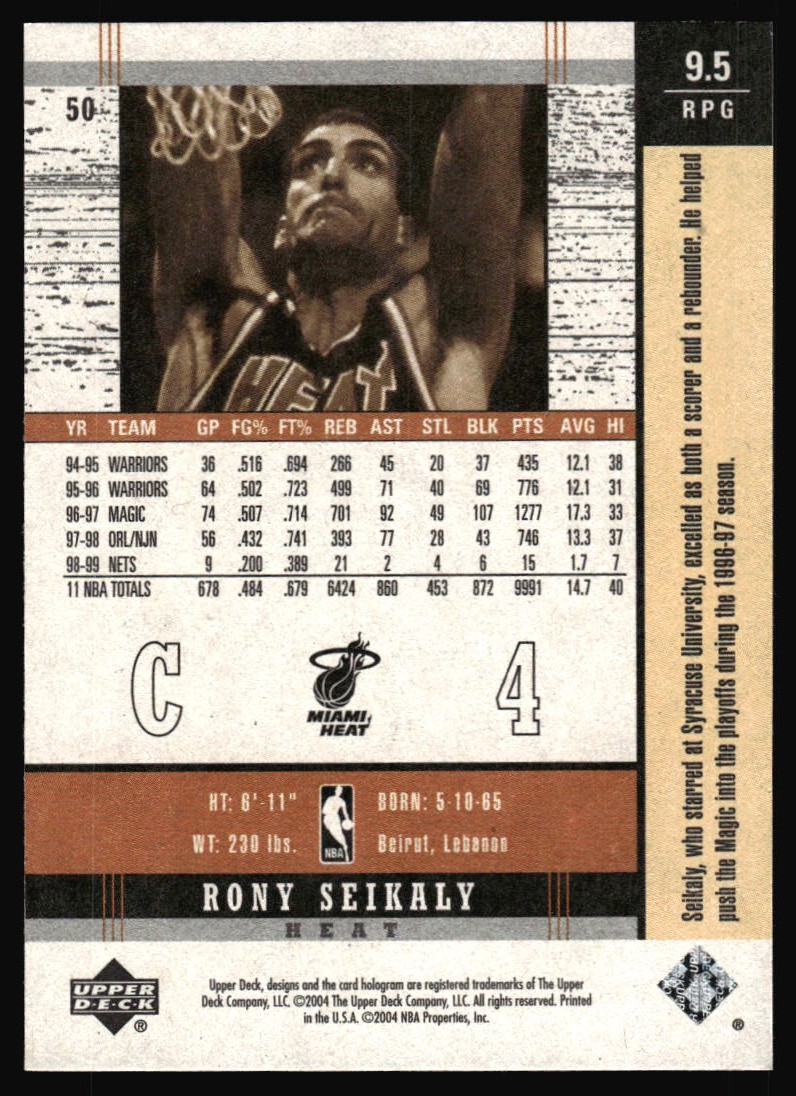 50
9.5
RPG
HEAT
YR TEAM GP FG% FT% REB AST STL BLK PTS AVG HI
94-95 WARRIORS 36 .516 .694 266 45 20 37 435 12.1 38
95-96 WARRIORS 64 .502 .723 499 71 40 69 776 12.1 31
96-97 MAGIC 74 .507 .714 701 92 49 107 1277 17.3 33
97-98 ORL/NJN 56 .432 .741 393 77 28 43 746 13.3 37
98-99 NETS 9 .200 .389 21 2 4 6 15 1.7 7
11 NBA TOTALS 678 .484 .679 6424 860 453 872 9991 14.7 40
Seikaly, who starred at Syracuse University, excelled as both a scorer and a rebounder. He helped
push the Magic into the playoffs during the 1996-97 season.
C
MIAMI
HEAT
4
HT: 6'-11"
BORN: 5-10-65
WT: 230 lbs.
Beirut, Lebanon
NBA
RONY SEIKALY
HEAT
UPPER
DECK
®
Upper Deck, designs and the card hologram are registered trademarks of The Upper
Deck Company, LLC. ©2004 The Upper Deck Company, LLC. All rights reserved. Printed
in the U.S.A. ©2004 NBA Properties, Inc.
®